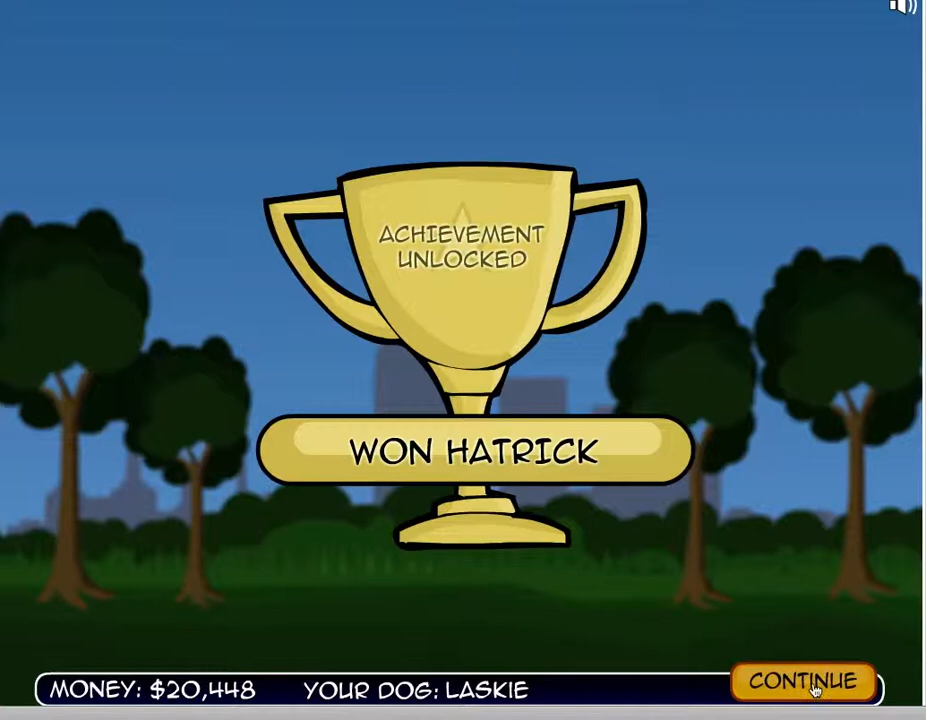 ACHIEVEMENT
UNLOCKED
WON HATRICK
MONEY: $20,448 YOUR DOG: LASKIE CONTINUE